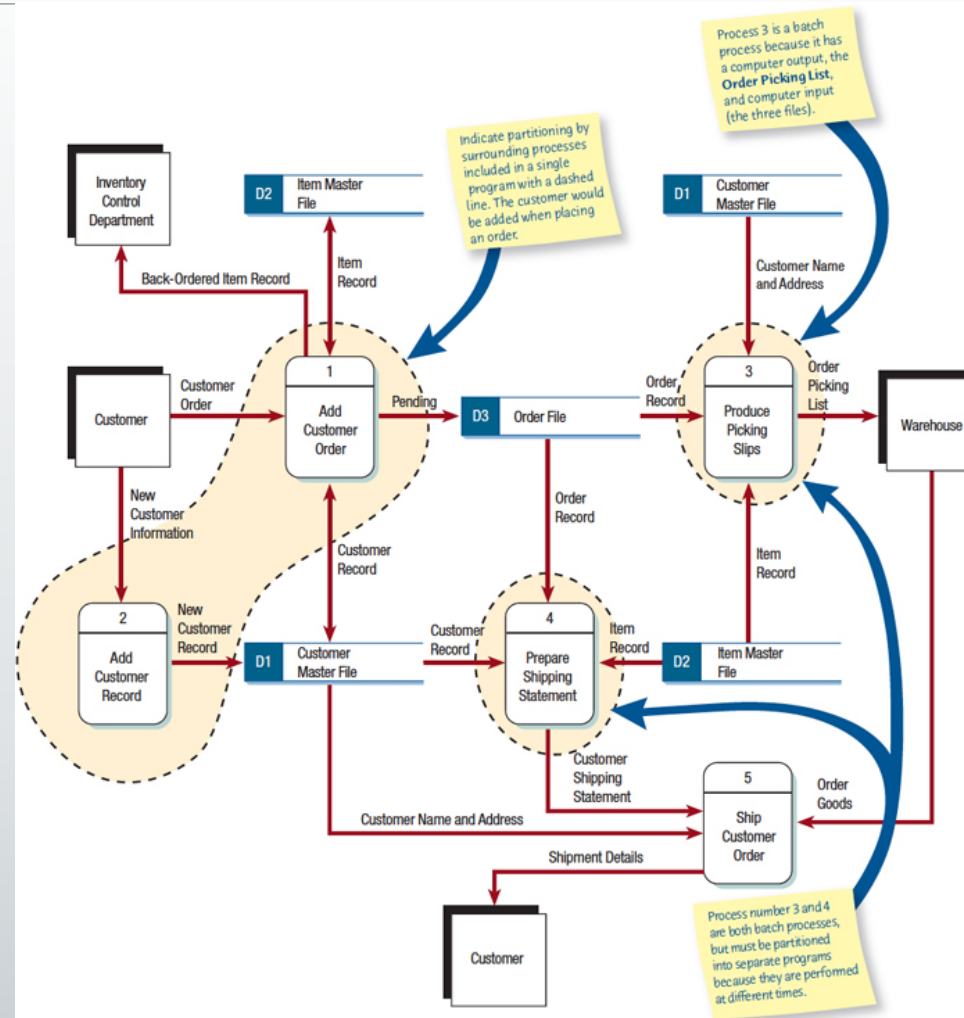 Process 3 is a batch
process because it has
a computer output, the
Order Picking List,
and computer input
(the three files).
Indicate partitioning by
surrounding processes
included in a single
program with a dashed
line. The customer would
be added when placing
an order.
Inventory
Control
Department
D2
Item Master
File
D1
Customer
Master File
Back-Ordered Item Record
Item
Record
Customer Name
and Address
Customer
Customer
Order
1
Add
Customer
Order
Pending
D3
Order File
Order
Record
3
Produce
Picking
Slips
Order
Picking
List
Warehouse
New
Customer
Information
Customer
Record
Order
Record
Item
Record
2
Add
Customer
Record
New
Customer
Record
D1
Customer
Master File
Customer
Record
4
Prepare
Shipping
Statement
Item
Record
D2
Item Master
File
Customer
Shipping
Statement
Customer Name and Address
5
Ship
Customer
Order
Order
Goods
Shipment Details
Customer
Process number 3 and 4
are both batch processes,
but must be partitioned
into separate programs
because they are performed
at different times.